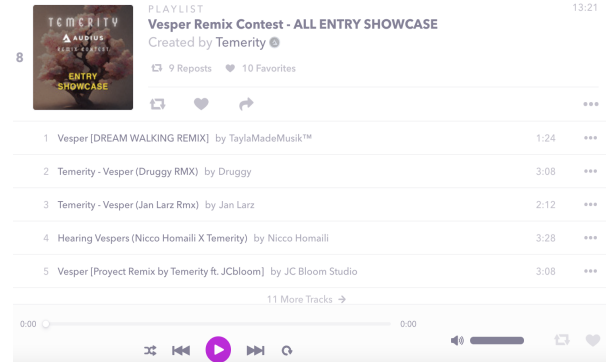 PLAYLIST
13:21
Vesper Remix Contest - ALL ENTRY SHOWCASE
Created by Temerity
8
TEMERITY
AUDIUS
REMIX CONTEST
ENTRY
SHOWCASE
9 Reposts 10 Favorites
1 Vesper [DREAM WALKING REMIX] by TaylaMadeMusik™ 1:24
2 Temerity - Vesper (Druggy RMX) by Druggy 3:08
3 Temerity - Vesper (Jan Larz Rmx) by Jan Larz 2:12
4 Hearing Vespers (Nicco Homaili X Temerity) by Nicco Homaili 3:28
5 Vesper [Proyect Remix by Temerity ft. JCbloom] by JC Bloom Studio 3:08
11 More Tracks →
0:00 0:00